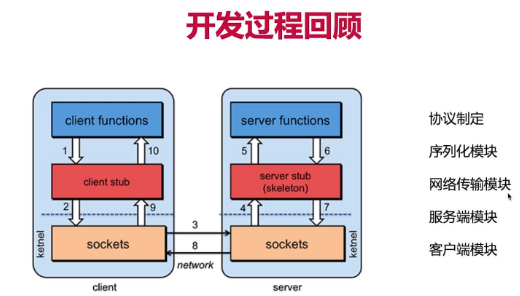 开发过程回顾
client functions
server functions
1
10
5
6
client stub
server stub
(skeleton)
2
9
4
7
3
8
sockets
sockets
ketnel
ketnel
network
client
server
协议制定
序列化模块
网络传输模块
服务端模块
客户端模块